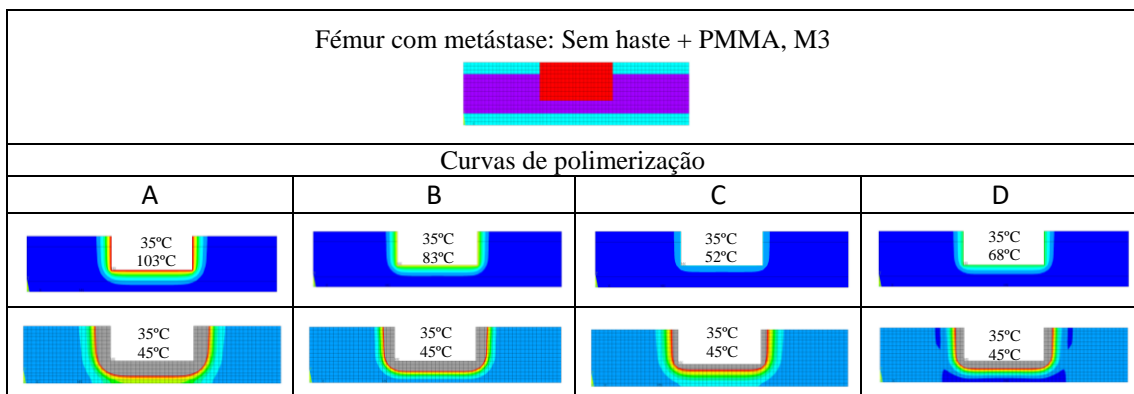 Fémur com metástase: Sem haste + PMMA, M3
Curvas de polimerização
A B C D
35ºC 35ºC 35ºC 35ºC
103ºC 83ºC 52ºC 68ºC
35ºC 35ºC 35ºC 35ºC
45ºC 45ºC 45ºC 45ºC